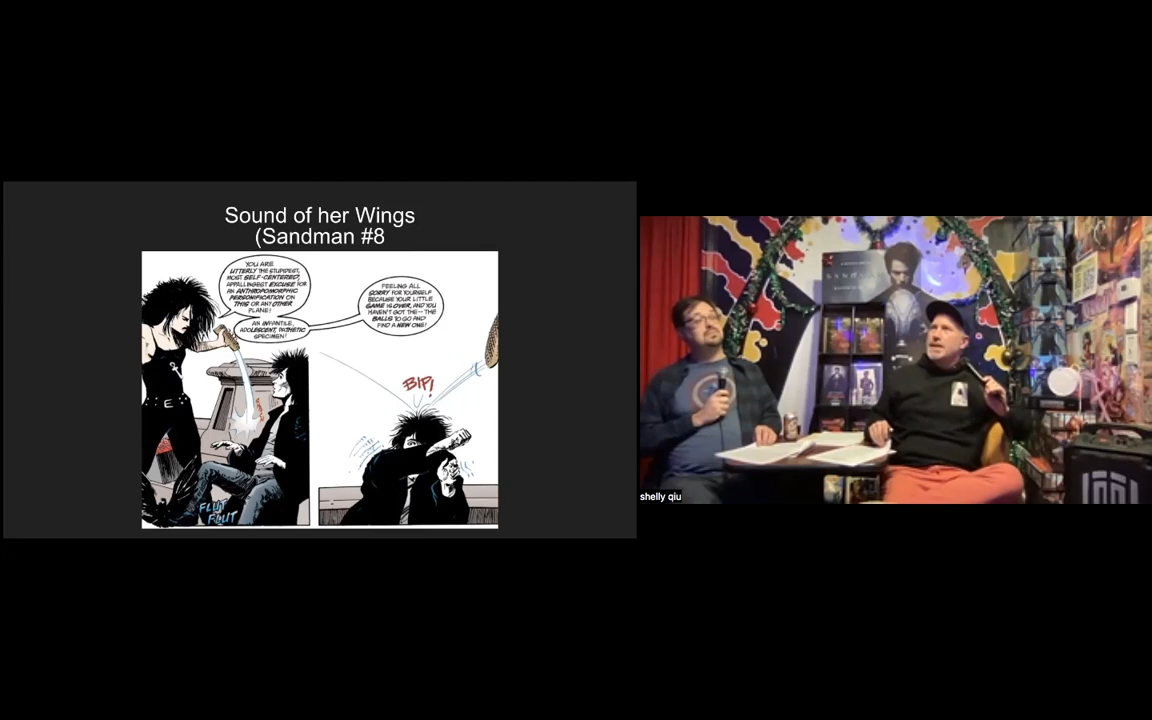 Sound of her Wings
(Sandman #8
YOU ARE
UTTERLY THE STUPIDEST,
MOST SELF-CENTERED,
APPALLINGEST EXCUSE FOR
AN ANTHROPOMORPHIC
PERSONIFICATION ON
THIS OR ANY OTHER
PLANE!
AN INFANTILE,
ADOLESCENT, PATHETIC
SPECIMEN!
FEELING ALL
SORRY FOR YOURSELF
BECAUSE YOUR LITTLE
GAME IS OVER, AND YOU
HAVEN'T GOT THE-- THE
BALLS TO GO AND
FIND A NEW ONE!
BIP!
FLUT
FLUT
SANDMAN
shelly qiu